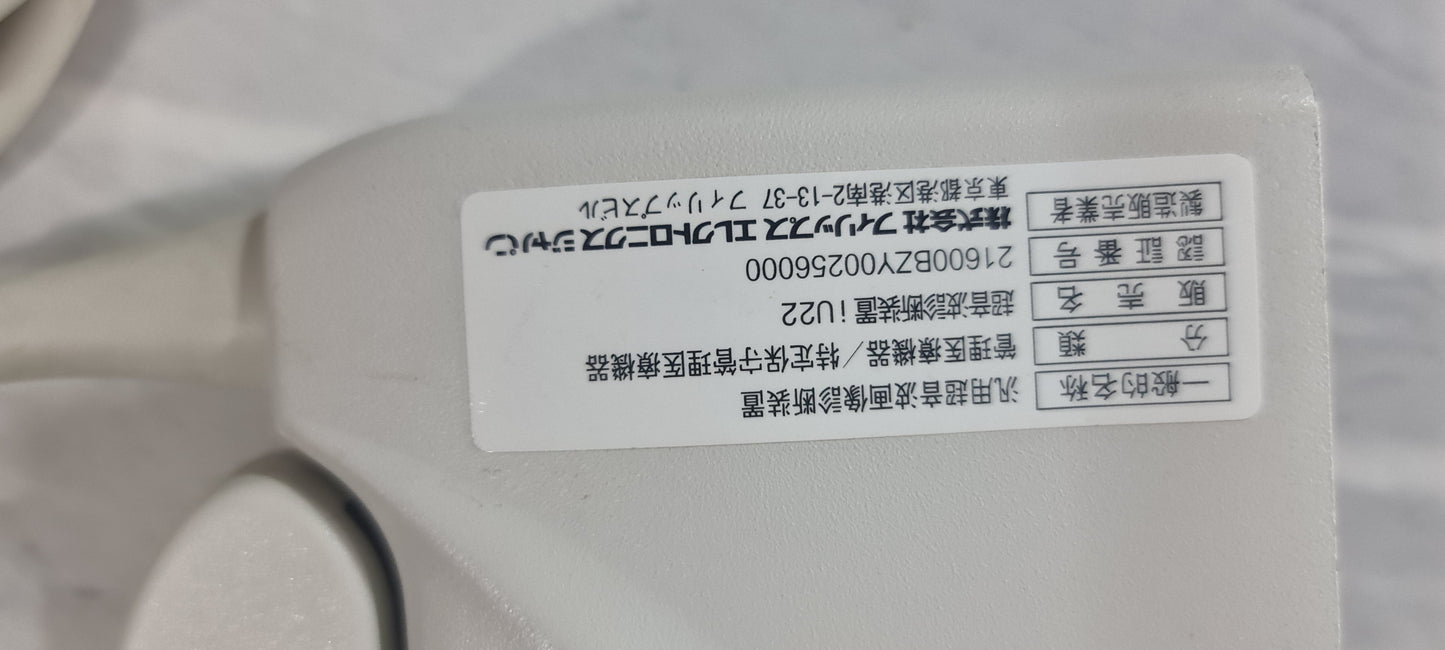 一般的名称 汎用超音波画像診断装置
分類 管理医療機器／特定保守管理医療機器
販売名 超音波診断装置 iU22
認証番号 21600BZY00256000
製造販売業者 株式会社 フィリップス エレクトロニクス ジャパン
東京都港区港南2-13-37 フィリップスビル